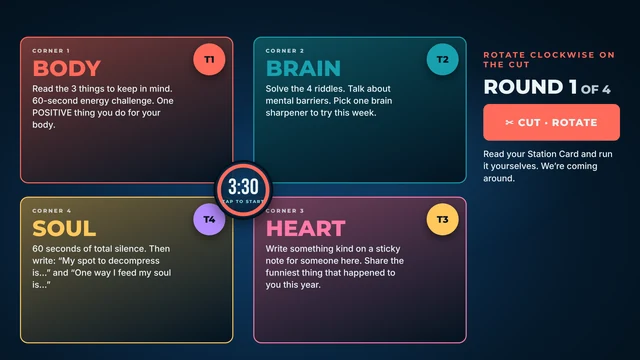 CORNER 1
BODY
T1
Read the 3 things to keep in mind.
60-second energy challenge. One
POSITIVE thing you do for your
body.
CORNER 2
BRAIN
T2
Solve the 4 riddles. Talk about
mental barriers. Pick one brain
sharpener to try this week.
ROTATE CLOCKWISE ON
THE CUT
ROUND 1 OF 4
✂ CUT · ROTATE
Read your Station Card and run
it yourselves. We're coming
around.
3:30
TAP TO START
CORNER 4
SOUL
T4
60 seconds of total silence. Then
write: “My spot to decompress
is...” and “One way I feed my soul
is...”
CORNER 3
HEART
T3
Write something kind on a sticky
note for someone here. Share the
funniest thing that happened to
you this year.